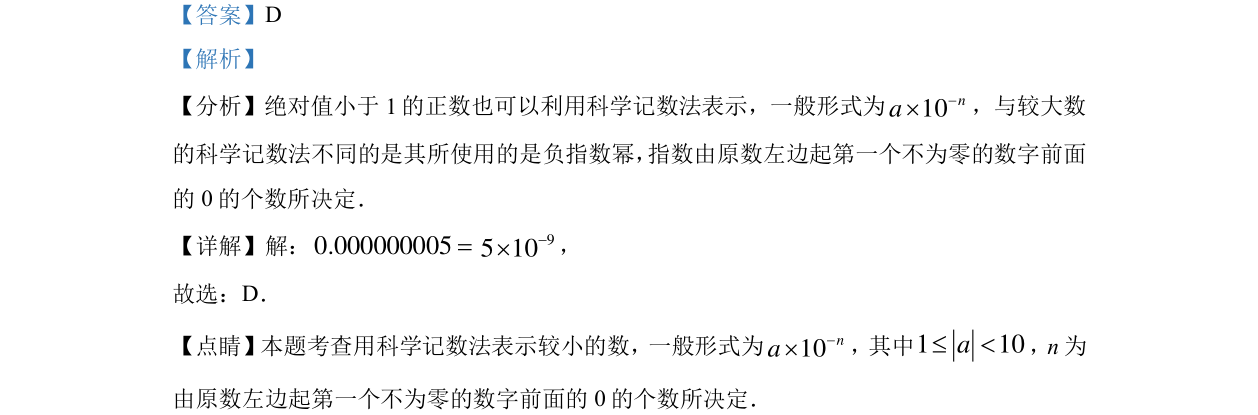 【答案】D
【解析】
【分析】绝对值小于 1 的正数也可以利用科学记数法表示，一般形式为 a×10⁻ⁿ，与较大数
的科学记数法不同的是其所使用的是负指数幂，指数由原数左边起第一个不为零的数字前面
的 0 的个数所决定．
【详解】解：0.000000005 = 5×10⁻⁹，
故选：D．
【点睛】本题考查用科学记数法表示较小的数，一般形式为 a×10⁻ⁿ，其中 1≤|a|<10，n 为
由原数左边起第一个不为零的数字前面的 0 的个数所决定．